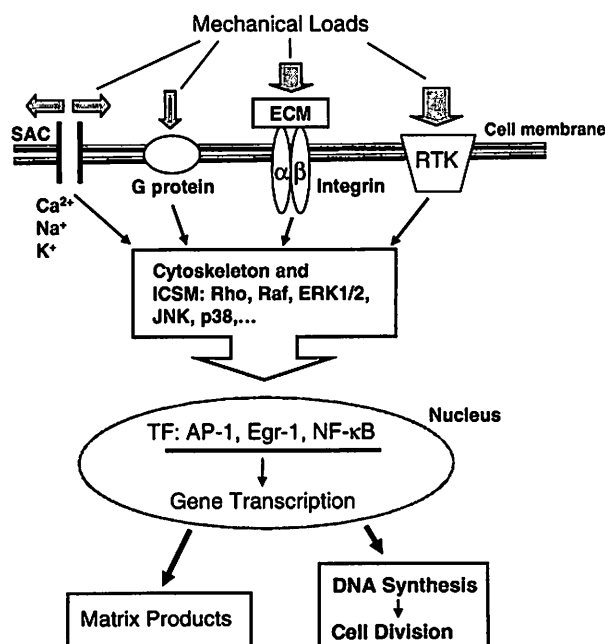 Mechanical Loads
ECM
SAC
Cell membrane
RTK
α β
G protein
Integrin
Ca²⁺
Na⁺
K⁺
Cytoskeleton and
ICSM: Rho, Raf, ERK1/2,
JNK, p38,...
Nucleus
TF: AP-1, Egr-1, NF-κB
Gene Transcription
Matrix Products
DNA Synthesis
Cell Division